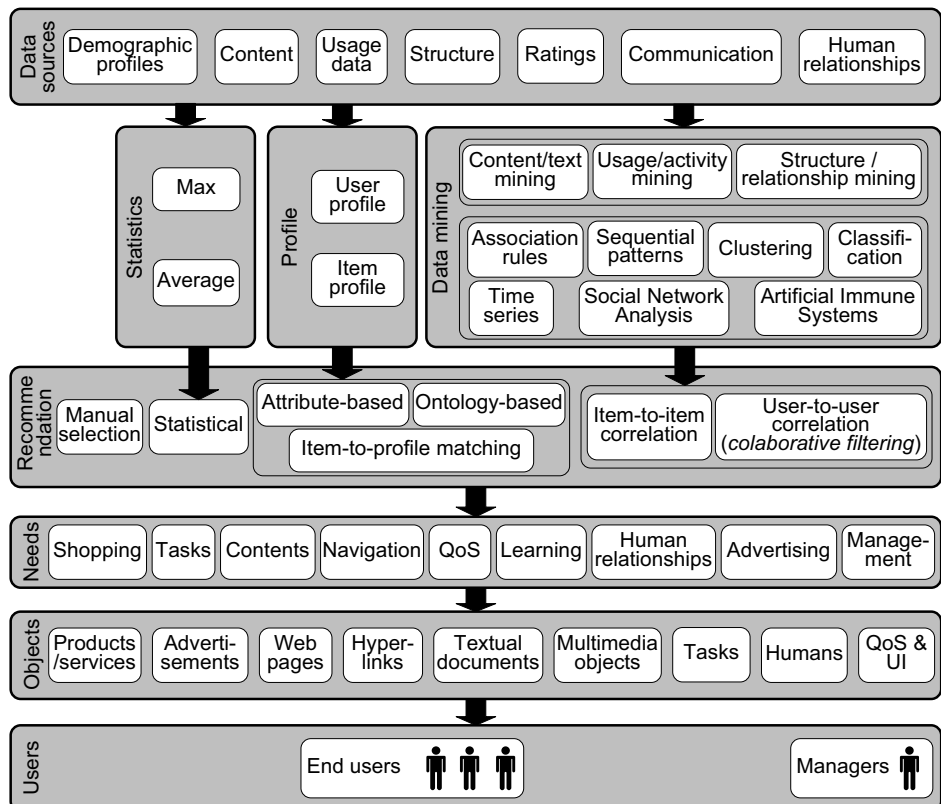 Data
sources
Demographic
profiles
Content
Usage
data
Structure
Ratings
Communication
Human
relationships
Statistics
Max
Average
Profile
User
profile
Item
profile
Data mining
Content/text
mining
Usage/activity
mining
Structure /
relationship mining
Association
rules
Sequential
patterns
Clustering
Classifi-
cation
Time
series
Social Network
Analysis
Artificial Immune
Systems
Recomme
ndation
Manual
selection
Statistical
Attribute-based
Ontology-based
Item-to-profile matching
Item-to-item
correlation
User-to-user
correlation
(colaborative filtering)
Needs
Shopping
Tasks
Contents
Navigation
QoS
Learning
Human
relationships
Advertising
Manage-
ment
Objects
Products
/services
Adverti-
sements
Web
pages
Hyper-
links
Textual
documents
Multimedia
objects
Tasks
Humans
QoS &
UI
Users
End users
Managers